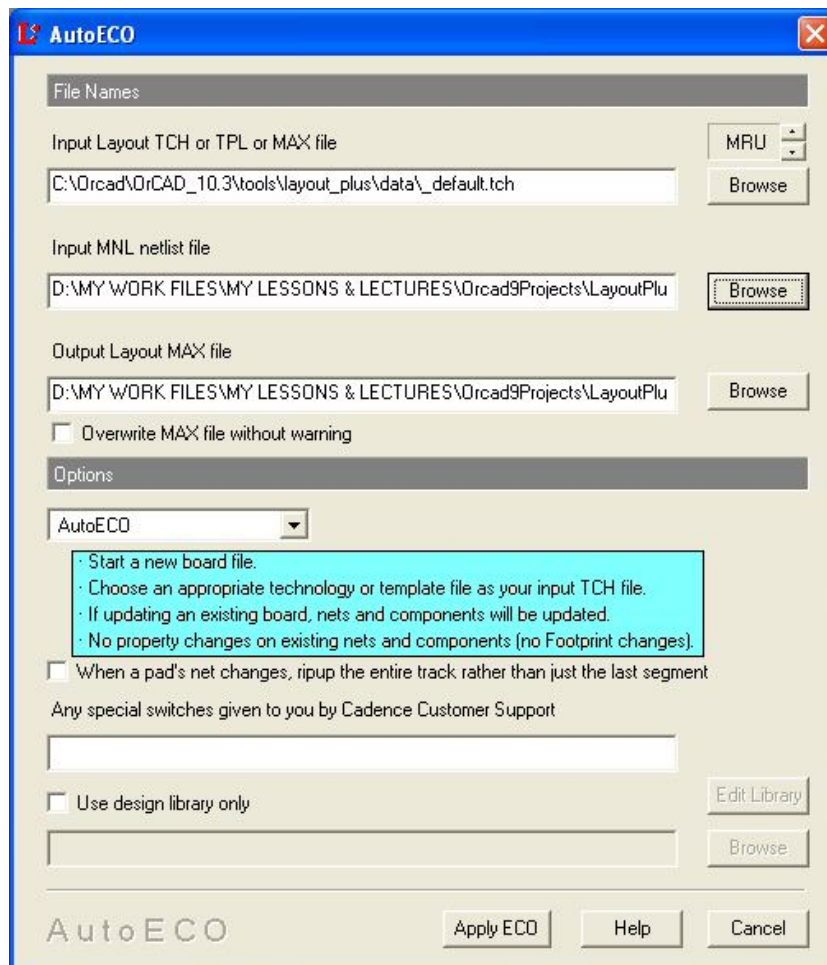 AutoECO
File Names
Input Layout TCH or TPL or MAX file
MRU
C:\Orcad\OrCAD_10.3\tools\layout_plus\data\_default.tch
Browse
Input MNL netlist file
D:\MY WORK FILES\MY LESSONS & LECTURES\Orcad9Projects\LayoutPlu
Browse
Output Layout MAX file
D:\MY WORK FILES\MY LESSONS & LECTURES\Orcad9Projects\LayoutPlu
Browse
Overwrite MAX file without warning
Options
AutoECO
· Start a new board file.
· Choose an appropriate technology or template file as your input TCH file.
· If updating an existing board, nets and components will be updated.
· No property changes on existing nets and components (no Footprint changes).
When a pad's net changes, ripup the entire track rather than just the last segment
Any special switches given to you by Cadence Customer Support
Use design library only
Edit Library
Browse
AutoECO
Apply ECO
Help
Cancel